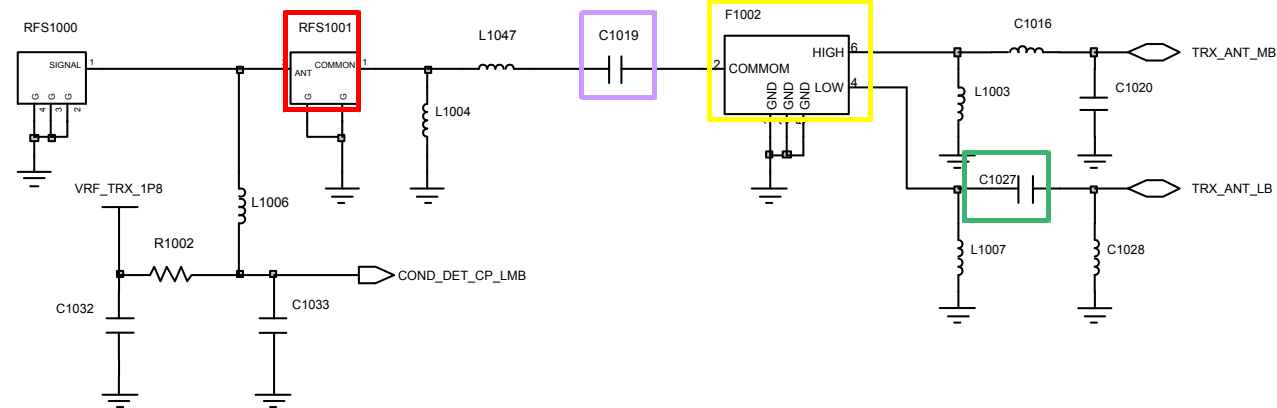 RFS1000
SIGNAL
1
G
G
G
4
3
2
RFS1001
ANT
COMMON
1
G
G
L1047
L1004
C1019
F1002
2
COMMOM
HIGH
6
LOW
4
GND
GND
GND
C1016
TRX_ANT_MB
L1003
C1020
C1027
TRX_ANT_LB
L1007
C1028
VRF_TRX_1P8
L1006
R1002
COND_DET_CP_LMB
C1032
C1033